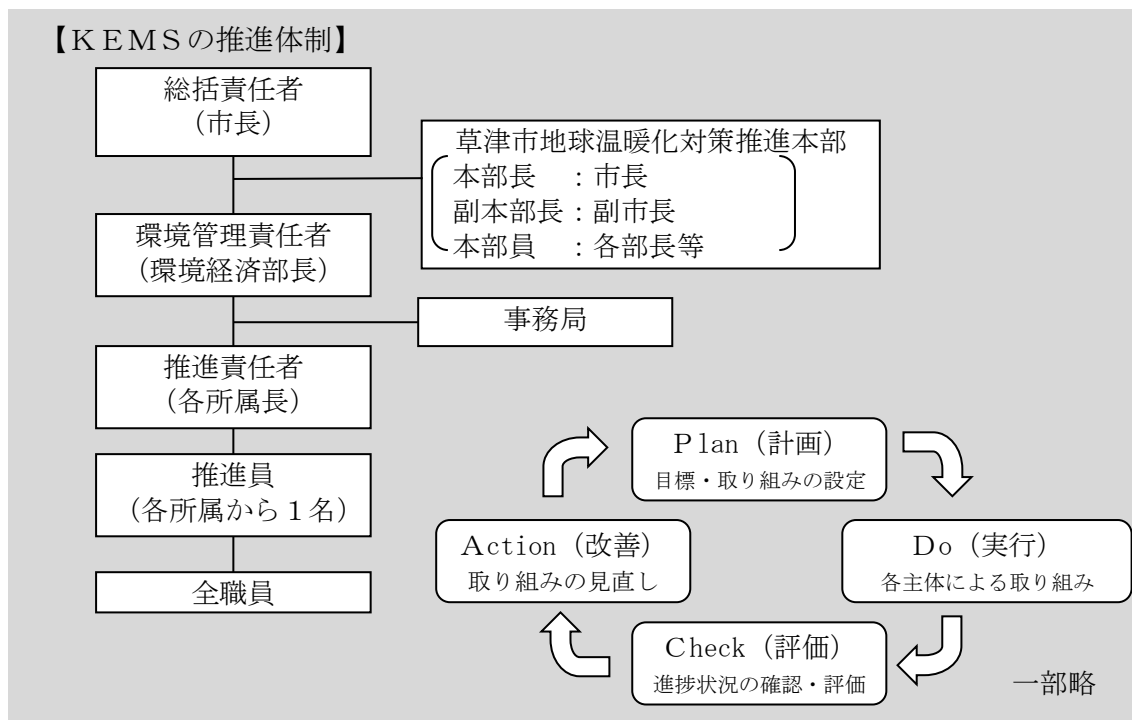 【ＫＥＭＳの推進体制】
総括責任者
（市長）
草津市地球温暖化対策推進本部
本部長　：市長
副本部長：副市長
本部員　：各部長等
環境管理責任者
（環境経済部長）
事務局
推進責任者
（各所属長）
推進員
（各所属から１名）
全職員
Ｐlan（計画）
目標・取り組みの設定
Ａction（改善）
取り組みの見直し
Ｄo（実行）
各主体による取り組み
Ｃheck（評価）
進捗状況の確認・評価
一部略